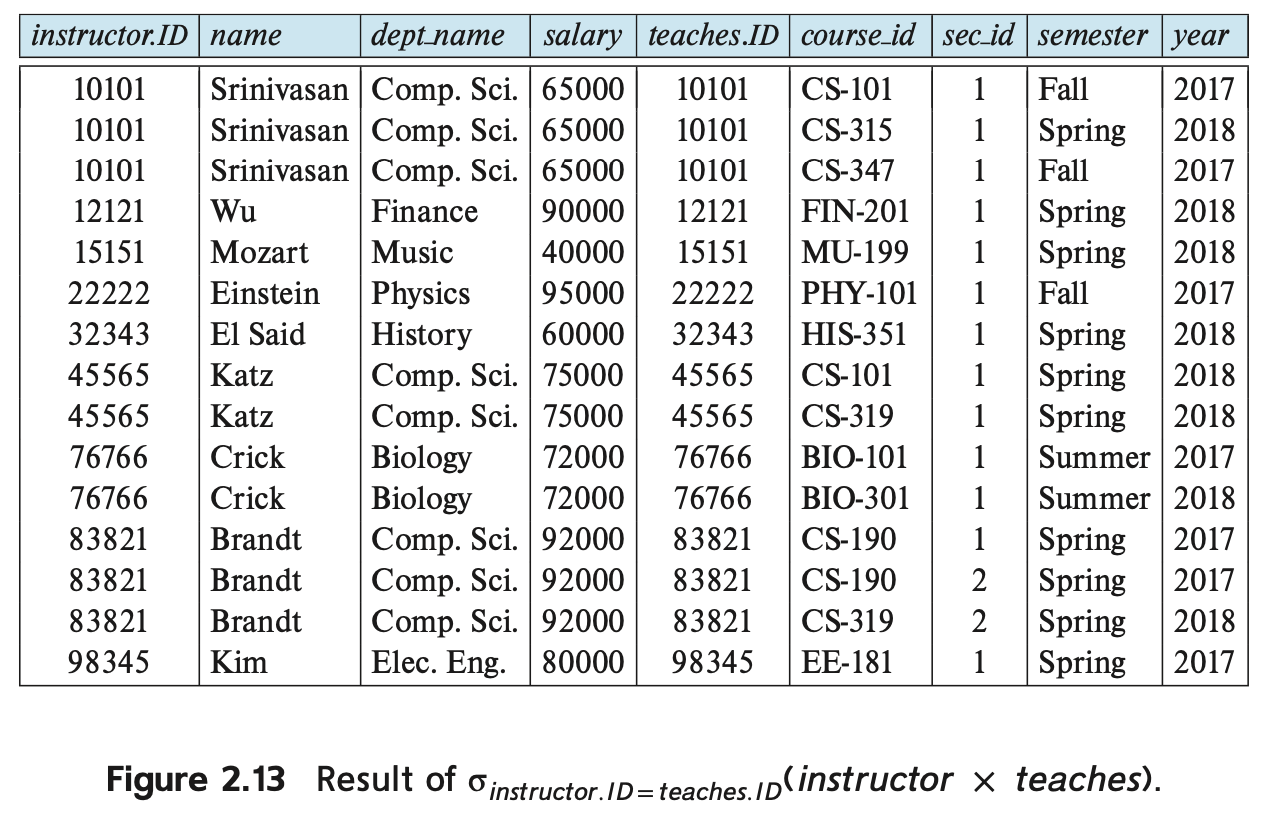 instructor.ID name dept_name salary teaches.ID course_id sec_id semester year
10101 Srinivasan Comp. Sci. 65000 10101 CS-101 1 Fall 2017
10101 Srinivasan Comp. Sci. 65000 10101 CS-315 1 Spring 2018
10101 Srinivasan Comp. Sci. 65000 10101 CS-347 1 Fall 2017
12121 Wu Finance 90000 12121 FIN-201 1 Spring 2018
15151 Mozart Music 40000 15151 MU-199 1 Spring 2018
22222 Einstein Physics 95000 22222 PHY-101 1 Fall 2017
32343 El Said History 60000 32343 HIS-351 1 Spring 2018
45565 Katz Comp. Sci. 75000 45565 CS-101 1 Spring 2018
45565 Katz Comp. Sci. 75000 45565 CS-319 1 Spring 2018
76766 Crick Biology 72000 76766 BIO-101 1 Summer 2017
76766 Crick Biology 72000 76766 BIO-301 1 Summer 2018
83821 Brandt Comp. Sci. 92000 83821 CS-190 1 Spring 2017
83821 Brandt Comp. Sci. 92000 83821 CS-190 2 Spring 2017
83821 Brandt Comp. Sci. 92000 83821 CS-319 2 Spring 2018
98345 Kim Elec. Eng. 80000 98345 EE-181 1 Spring 2017
Figure 2.13 Result of σinstructor.ID=teaches.ID(instructor × teaches).